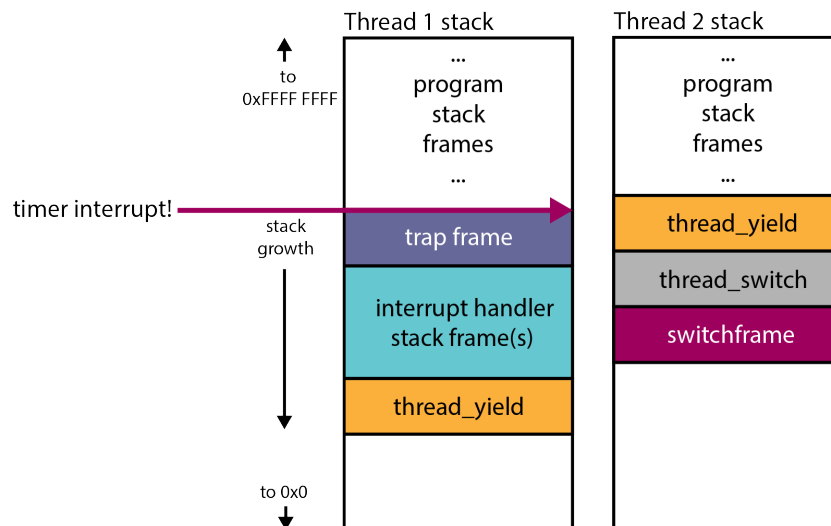 Thread 1 stack
...
program
stack
frames
...
trap frame
interrupt handler
stack frame(s)
thread_yield
Thread 2 stack
...
program
stack
frames
...
thread_yield
thread_switch
switchframe
to
0xFFFF FFFF
timer interrupt!
stack
growth
to 0x0